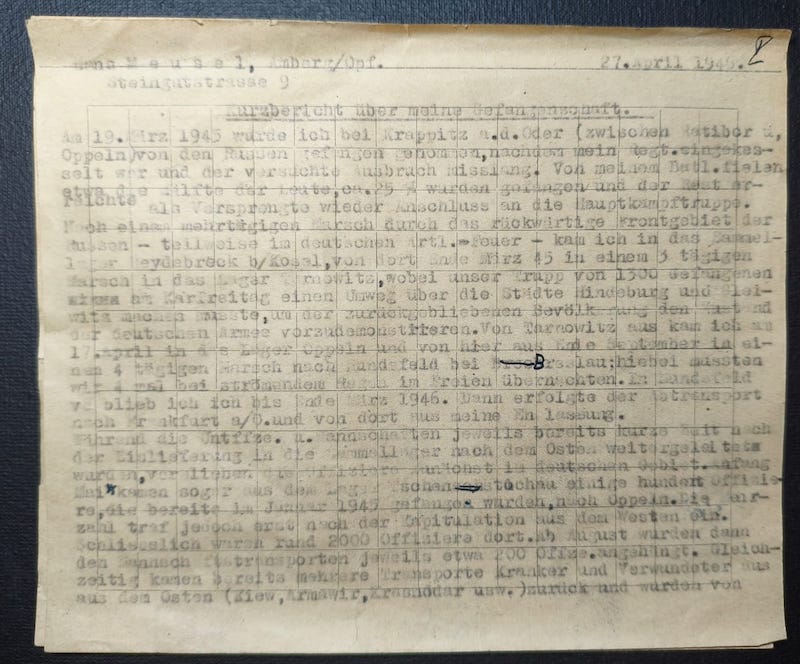 Hans M e u s e l, Amberg/Opf. 27.April 1946. I
Steingutstrasse 9
Kurzbericht über meine Gefangenschaft.
Am 19.März 1945 wurde ich bei Krappitz a.d.Oder (zwischen Ratibor u,
Oppeln)von den Russen gefangen genommen,nachdem mein Regt.eingekes-
selt war und der versuchte Ausbruch misslang. Von meinem Batl.fielen
etwa die Hälfte der Leute,ca.25 % wurden gefangen und der Rest er-
reichte als Versprengte wieder Anschluss an die Hauptkampftruppe.
Nach einem mehrtägigen Marsch durch das rückwärtige Frontgebiet der
Russen - teilweise im deutschen Artl.-Feuer - kam ich in das Sammel-
lager Heydebreck b/Kosel,von dort Ende März 45 in einem 3 tägigen
Marsch in das Lager Tarnowitz,wobei unser Trupp von 1300 Gefangenen
am Karfreitag einen Umweg über die Städte Hindeburg und Glei-
witz machen musste,um der zurückgebliebenen Bevölkerung den Zustand
der deutschen Armee vorzudemonstrieren.Von Tarnowitz aus kam ich am
17.April in das Lager Oppeln und von hier aus Ende September in ei-
nem 4 tägigen Marsch nach Hundsfeld bei B reslau;hiebei mussten
wir 4 mal bei strömendem Regen im Freien übernachten.In Hundsfeld
verblieb ich ich bis Ende März 1946. Dann erfolgte der Abtransport
nach Frankfurt a/O.und von dort aus meine Entlassung.
Während die Untffze. u. Mannschaften jeweils bereits kurze Zeit nach
der Einlieferung in die Sammellager nach dem Osten weitergeleitet
wurden,verblieben die Offiziere zunächst im deutschen Gebiet.Anfang
Mai kamen sogar aus dem Lager Tschenstochau einige hundert Offizie-
re,die bereits im Januar 1945 gefangen wurden,nach Oppeln.Die Mehr-
zahl traf jedoch erst nach der Kapitulation aus dem Westen ein.
Schliesslich waren rund 2000 Offiziere dort.Ab August wurden dann
den Mannschaftstransporten jeweils etwa 200 Offze.angehängt. Gleich-
zeitig kamen bereits mehrere Transporte Kranker und Verwundeter aus
aus dem Osten (Kiew,Armawir,Krasnodar usw.)zurück und wurden von